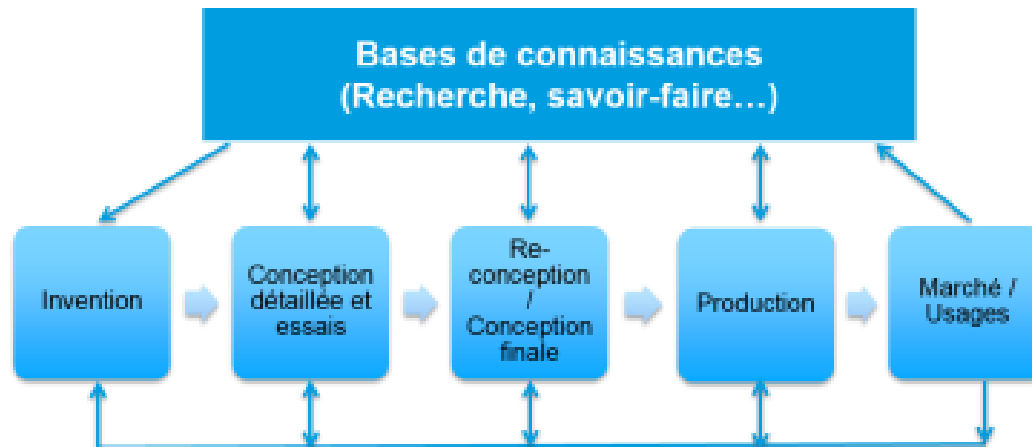 Bases de connaissances
(Recherche, savoir-faire…)
Invention
Conception
détaillée et
essais
Re-
conception
/
Conception
finale
Production
Marché /
Usages